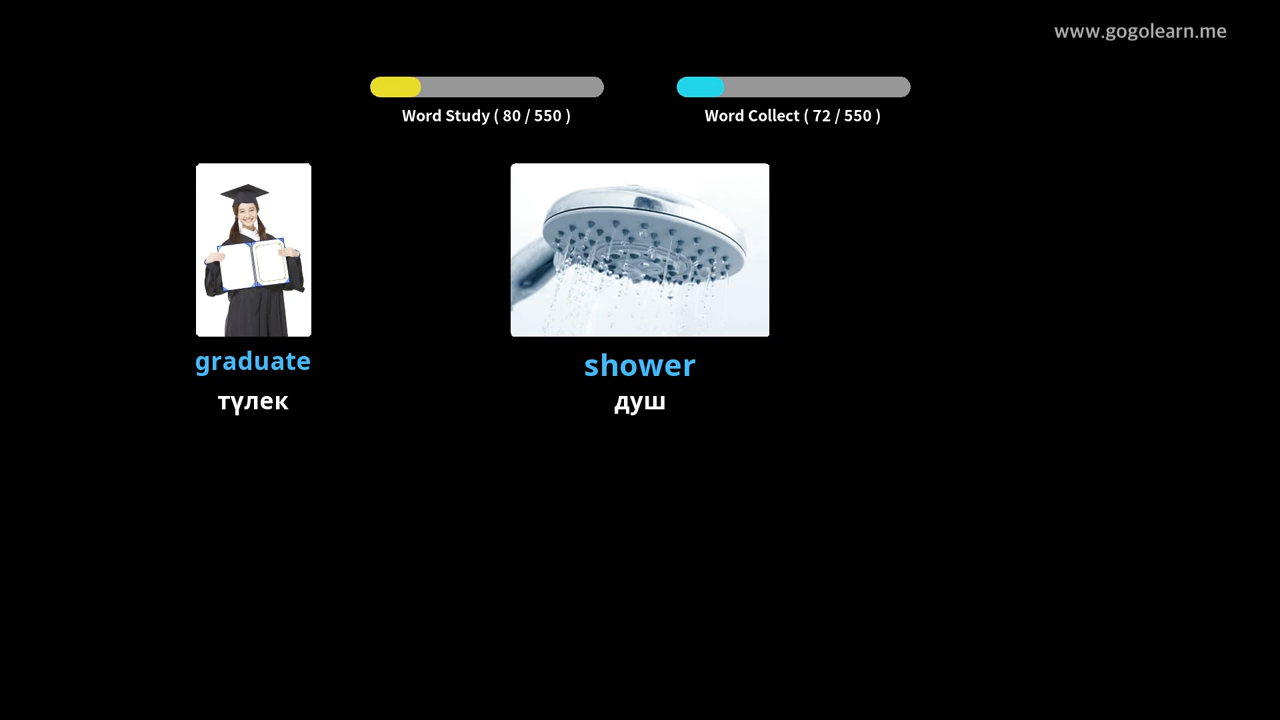 www.gogolearn.me
Word Study ( 80 / 550 )
Word Collect ( 72 / 550 )
graduate
түлек
shower
душ